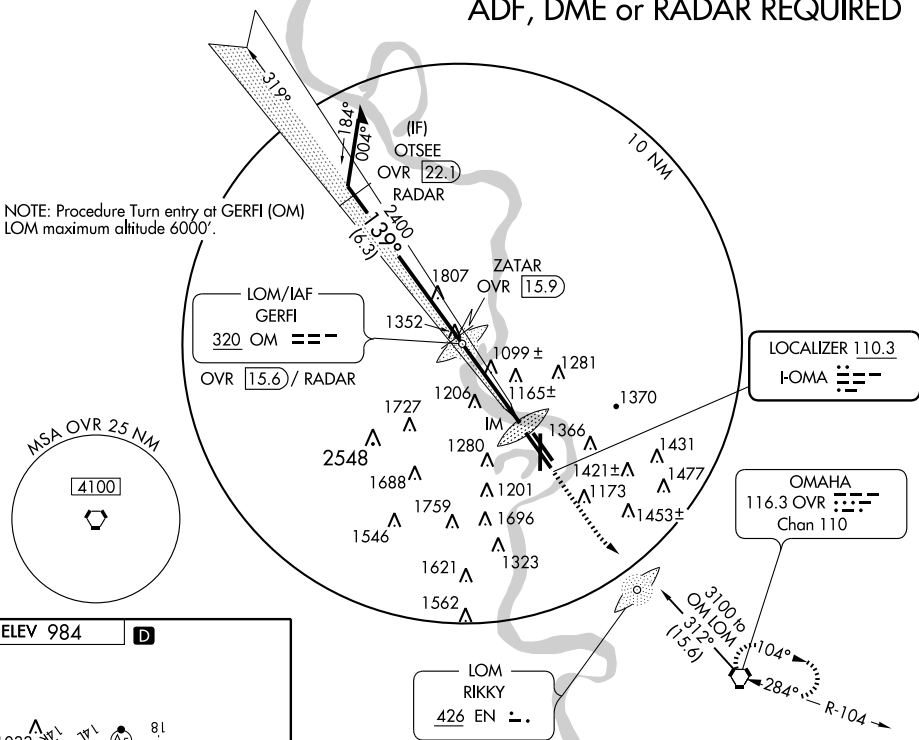 ADF, DME or RADAR REQUIRED
319°
184°
004°
(IF)
OTSEE
OVR 22.1
RADAR
10 NM
NOTE: Procedure Turn entry at GERFI (OM)
LOM maximum altitude 6000'.
2400
139°
(6.3)
ZATAR
OVR 15.9
1807
LOM/IAF
GERFI
320 OM
OVR 15.6 / RADAR
1352
1099 ±
1281
1165±
1206
1370
LOCALIZER 110.3
I-OMA
1727
IM
1366
2548
1280
1431
1421±
1688
1477
1201
1173
MSA OVR 25 NM
4100
1759
1696
1453±
1546
1323
OMAHA
116.3 OVR
Chan 110
1621
1562
3100 to
OM LOM
312°
(15.6)
104°
284°
R-104
LOM
RIKKY
426 EN
ELEV 984
D
14R
14L
18